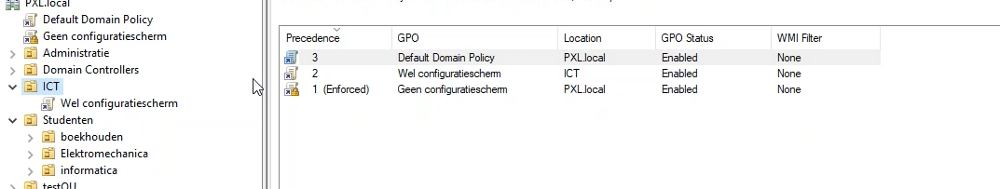 PXL.local
Default Domain Policy
Geen configuratiescherm
Administratie
Domain Controllers
ICT
Wel configuratiescherm
Studenten
boekhouden
Elektromechanica
informatica
testOU
Precedence GPO Location GPO Status WMI Filter
3 Default Domain Policy PXL.local Enabled None
2 Wel configuratiescherm ICT Enabled None
1 (Enforced) Geen configuratiescherm PXL.local Enabled None